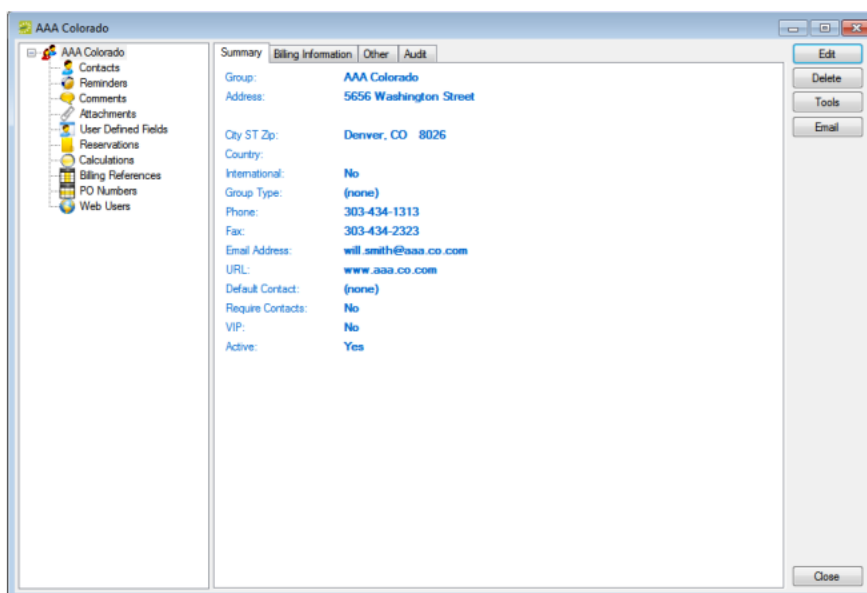 AAA Colorado
AAA Colorado
Contacts
Reminders
Comments
Attachments
User Defined Fields
Reservations
Calculations
Billing References
PO Numbers
Web Users
Summary Billing Information Other Audit
Group: AAA Colorado
Address: 5656 Washington Street
City ST Zip: Denver, CO 8026
Country:
International: No
Group Type: (none)
Phone: 303-434-1313
Fax: 303-434-2323
Email Address: will.smith@aaa.co.com
URL: www.aaa.co.com
Default Contact: (none)
Require Contacts: No
VIP: No
Active: Yes
Edit
Delete
Tools
Email
Close